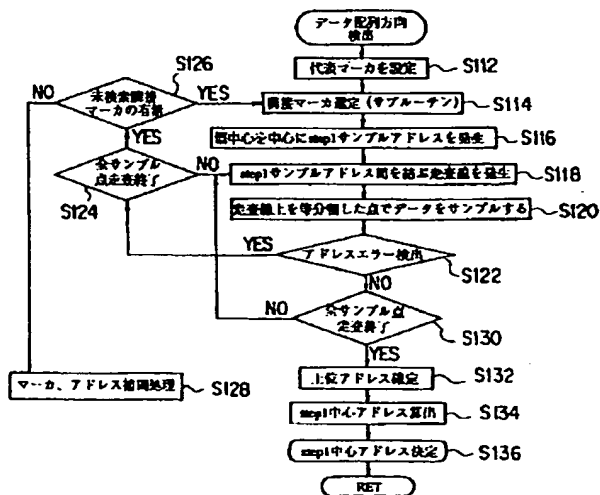 データ配列方向
検出
代表マーカを設定
S112
S126
NO
未検索隣接
マーカの有無
YES
隣接マーカ選定(サブルーチン)
S114
YES
仮中心を中心にstep1サンプルアドレスを発生
S116
全サンプル
点走査終了
NO
S124
step1サンプルアドレス間を結ぶ走査線を発生
S118
走査線上を等分割した点でデータをサンプルする
S120
YES
アドレスエラー検出
S122
NO
NO
全サンプル点
走査終了
S130
YES
マーカ、アドレス補間処理
S128
上位アドレス確定
S132
step1中心アドレス算出
S134
step1中心アドレス決定
S136
RET